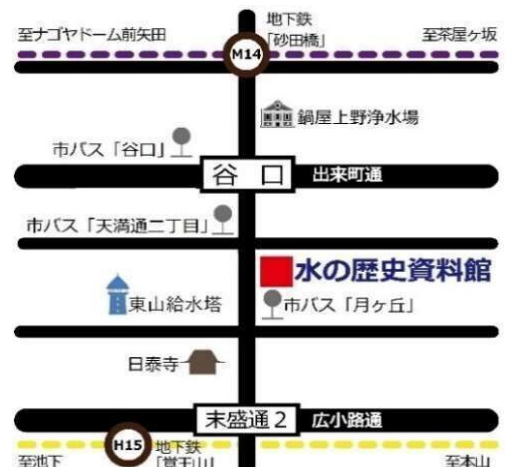 地下鉄
「砂田橋」
至ナゴヤドーム前矢田
至茶屋ヶ坂
M14
鍋屋上野浄水場
市バス「谷口」
谷 口
出来町通
市バス「天満通二丁目」
水の歴史資料館
東山給水塔
市バス「月ヶ丘」
日泰寺
末盛通2
広小路通
H15
地下鉄
「覚王山」
至池下
至本山